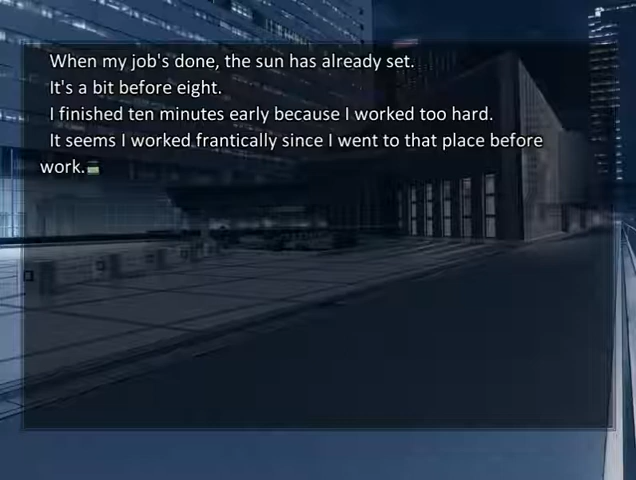 When my job's done, the sun has already set.
It's a bit before eight.
I finished ten minutes early because I worked too hard.
It seems I worked frantically since I went to that place before
work.